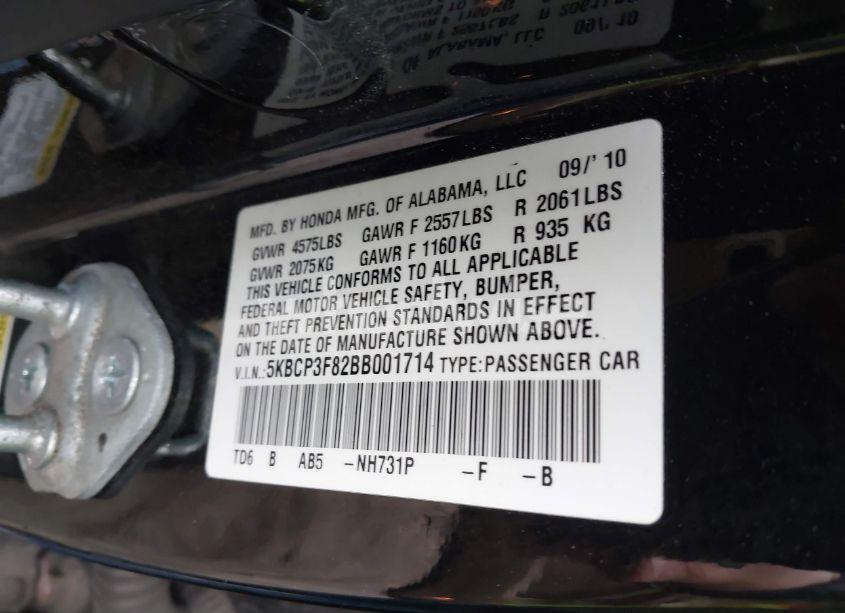 MFD. BY HONDA MFG. OF ALABAMA, LLC 09/' 10
GVWR 4575LBS GAWR F 2557LBS R 2061LBS
GVWR 2075KG GAWR F 1160KG R 935 KG
THIS VEHICLE CONFORMS TO ALL APPLICABLE
FEDERAL MOTOR VEHICLE SAFETY, BUMPER,
AND THEFT PREVENTION STANDARDS IN EFFECT
ON THE DATE OF MANUFACTURE SHOWN ABOVE.
V.I.N.:5KBCP3F82BB001714 TYPE:PASSENGER CAR
TD6 B AB5 -NH731P -F -B